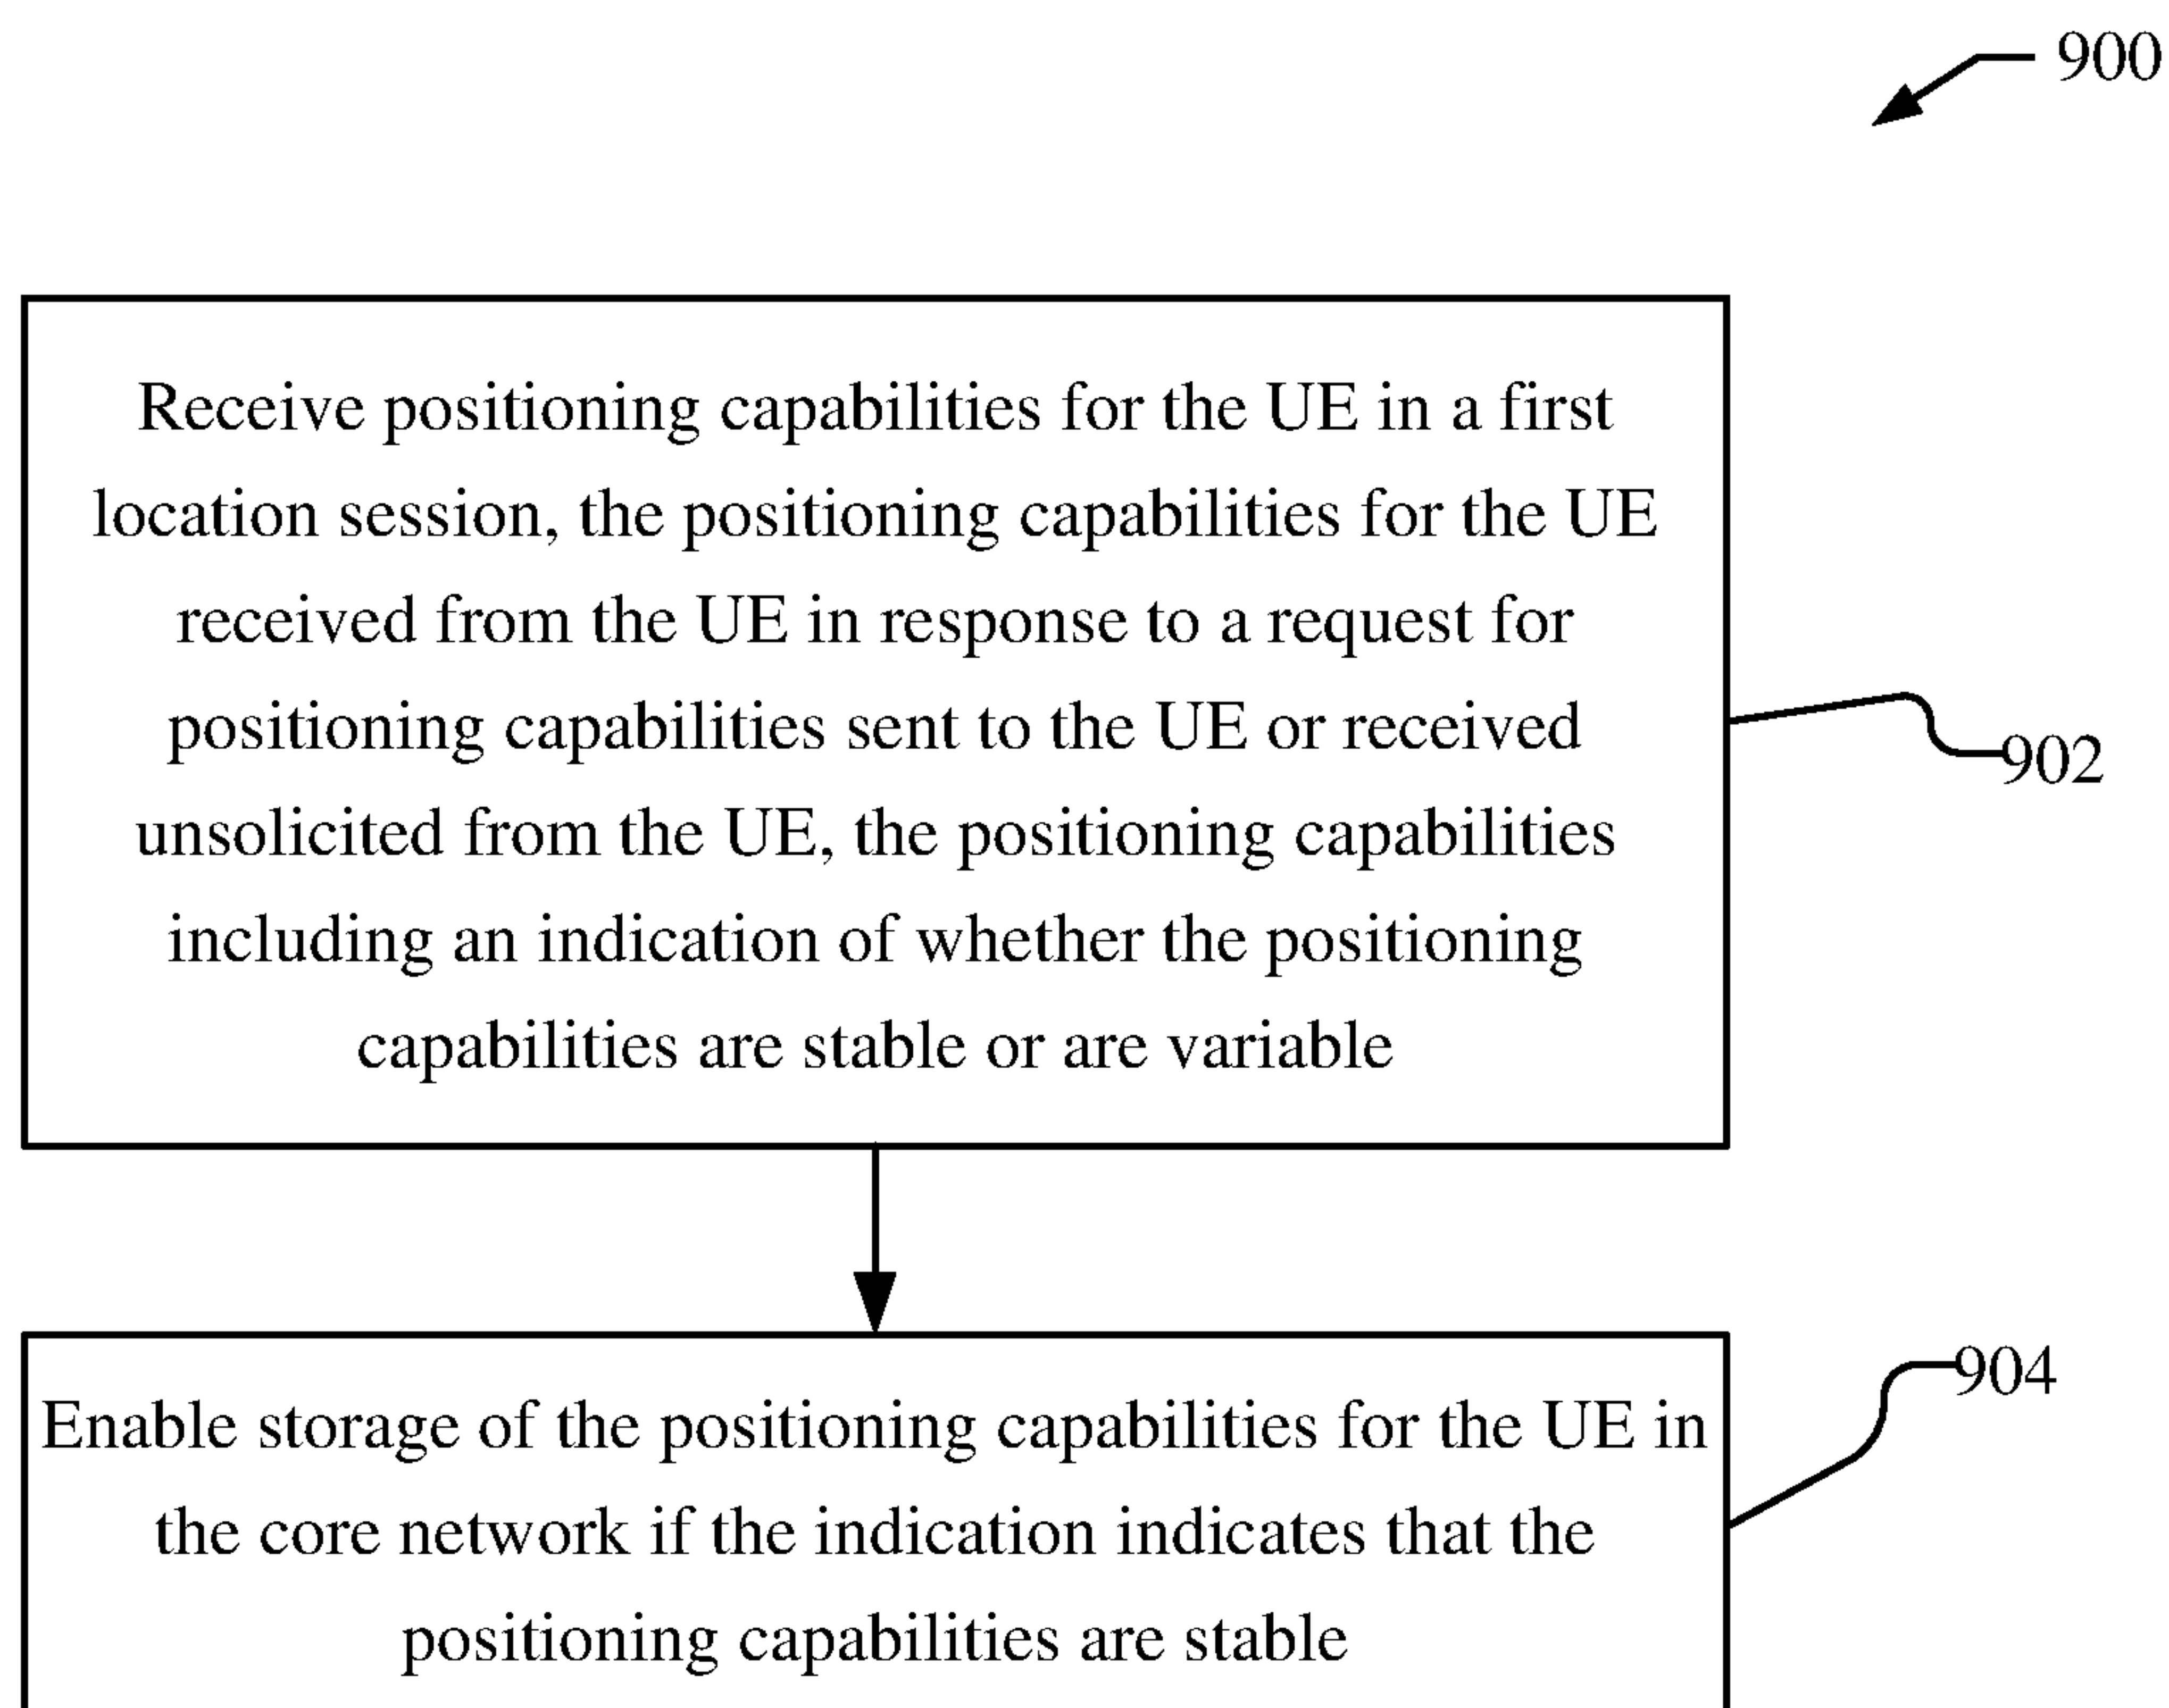 900
Receive positioning capabilities for the UE in a first
location session, the positioning capabilities for the UE
received from the UE in response to a request for
positioning capabilities sent to the UE or received
unsolicited from the UE, the positioning capabilities
including an indication of whether the positioning
capabilities are stable or are variable
902
904
Enable storage of the positioning capabilities for the UE in
the core network if the indication indicates that the
positioning capabilities are stable